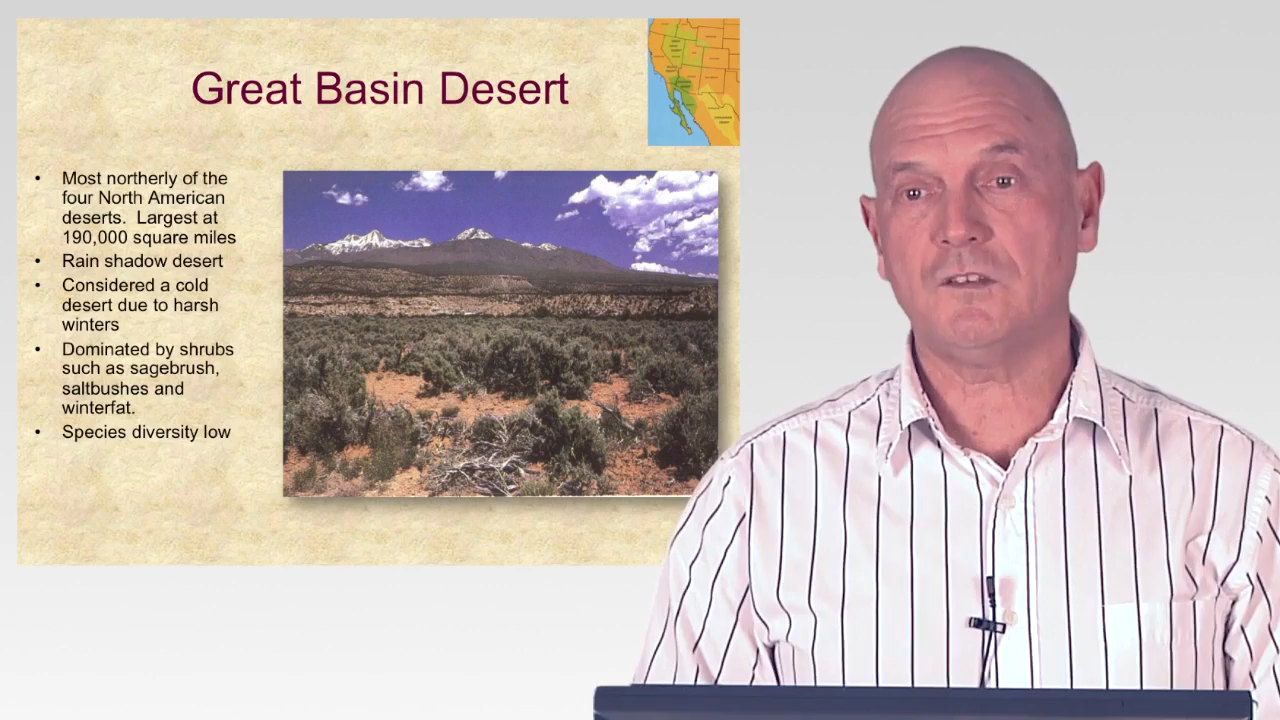 Great Basin Desert
• Most northerly of the
four North American
deserts. Largest at
190,000 square miles
• Rain shadow desert
• Considered a cold
desert due to harsh
winters
• Dominated by shrubs
such as sagebrush,
saltbushes and
winterfat.
• Species diversity low